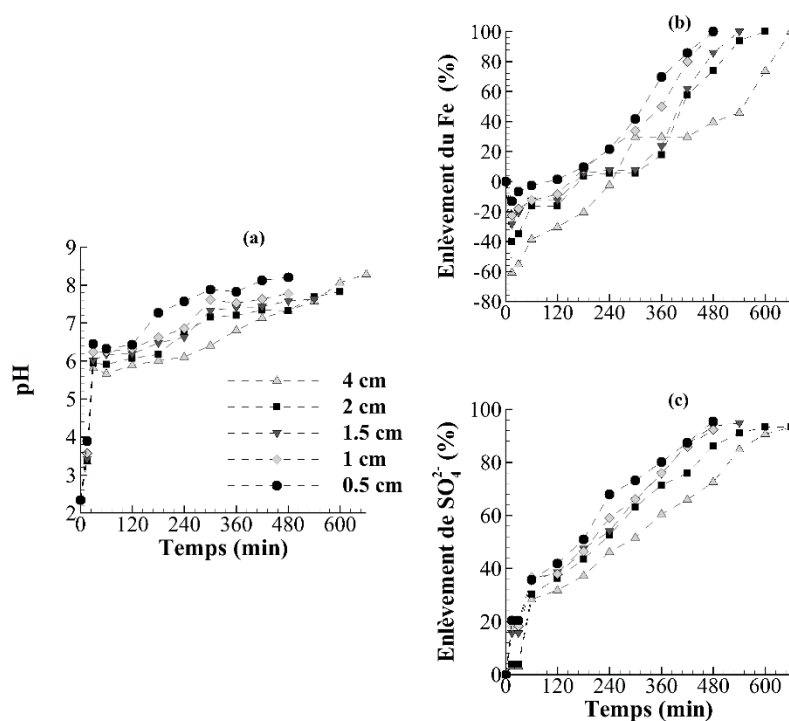 (b)
100
80
60
40
20
0
-20
-40
-60
-80
Enlèvement du Fe (%)
0 120 240 360 480 600
(a)
9
8
7
6
5
4
3
2
pH
4 cm
2 cm
1.5 cm
1 cm
0.5 cm
0 120 240 360 480 600
Temps (min)
(c)
100
80
60
40
20
0
Enlèvement de SO₄²⁻ (%)
0 120 240 360 480 600
Temps (min)